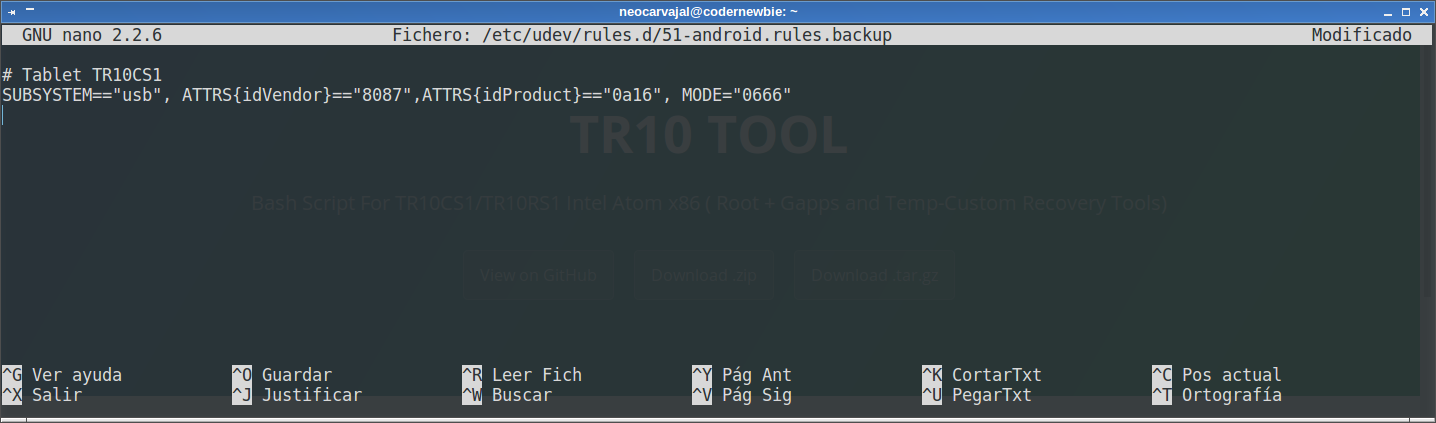 neocarvajal@codernewbie: ~
GNU nano 2.2.6 Fichero: /etc/udev/rules.d/51-android.rules.backup Modificado
# Tablet TR10CS1
SUBSYSTEM=="usb", ATTRS{idVendor}=="8087",ATTRS{idProduct}=="0a16", MODE="0666"
TR10 TOOL
Bash Script For TR10CS1/TR10RS1 Intel Atom x86 ( Root + Gapps and Temp-Custom Recovery Tools)
View on GitHub Download .zip Download .tar.gz
^G Ver ayuda ^O Guardar ^R Leer Fich ^Y Pág Ant ^K CortarTxt ^C Pos actual
^X Salir ^J Justificar ^W Buscar ^V Pág Sig ^U PegarTxt ^T Ortografía